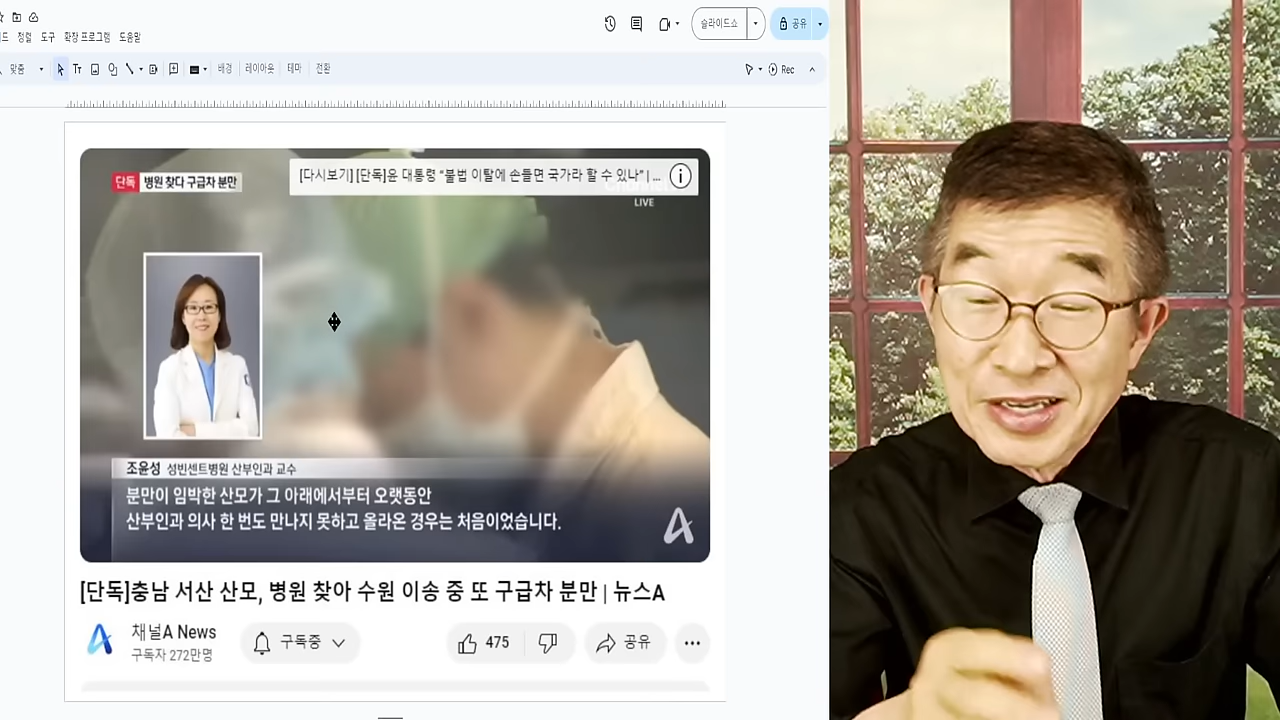 정렬 도구 확장 프로그램 도움말
슬라이드쇼
공유
맞춤
Tт
배경 레이아웃 테마 전환
Rec
단독 병원 찾다 구급차 분만
[다시보기] [단독]윤 대통령 “불법 이탈에 손들면 국가라 할 수 있나” | ...
LIVE
조윤성 성빈센트병원 산부인과 교수
분만이 임박한 산모가 그 아래에서부터 오랫동안
산부인과 의사 한 번도 만나지 못하고 올라온 경우는 처음이었습니다.
[단독]충남 서산 산모, 병원 찾아 수원 이송 중 또 구급차 분만 | 뉴스A
채널A News
구독자 272만명
구독중
475
공유